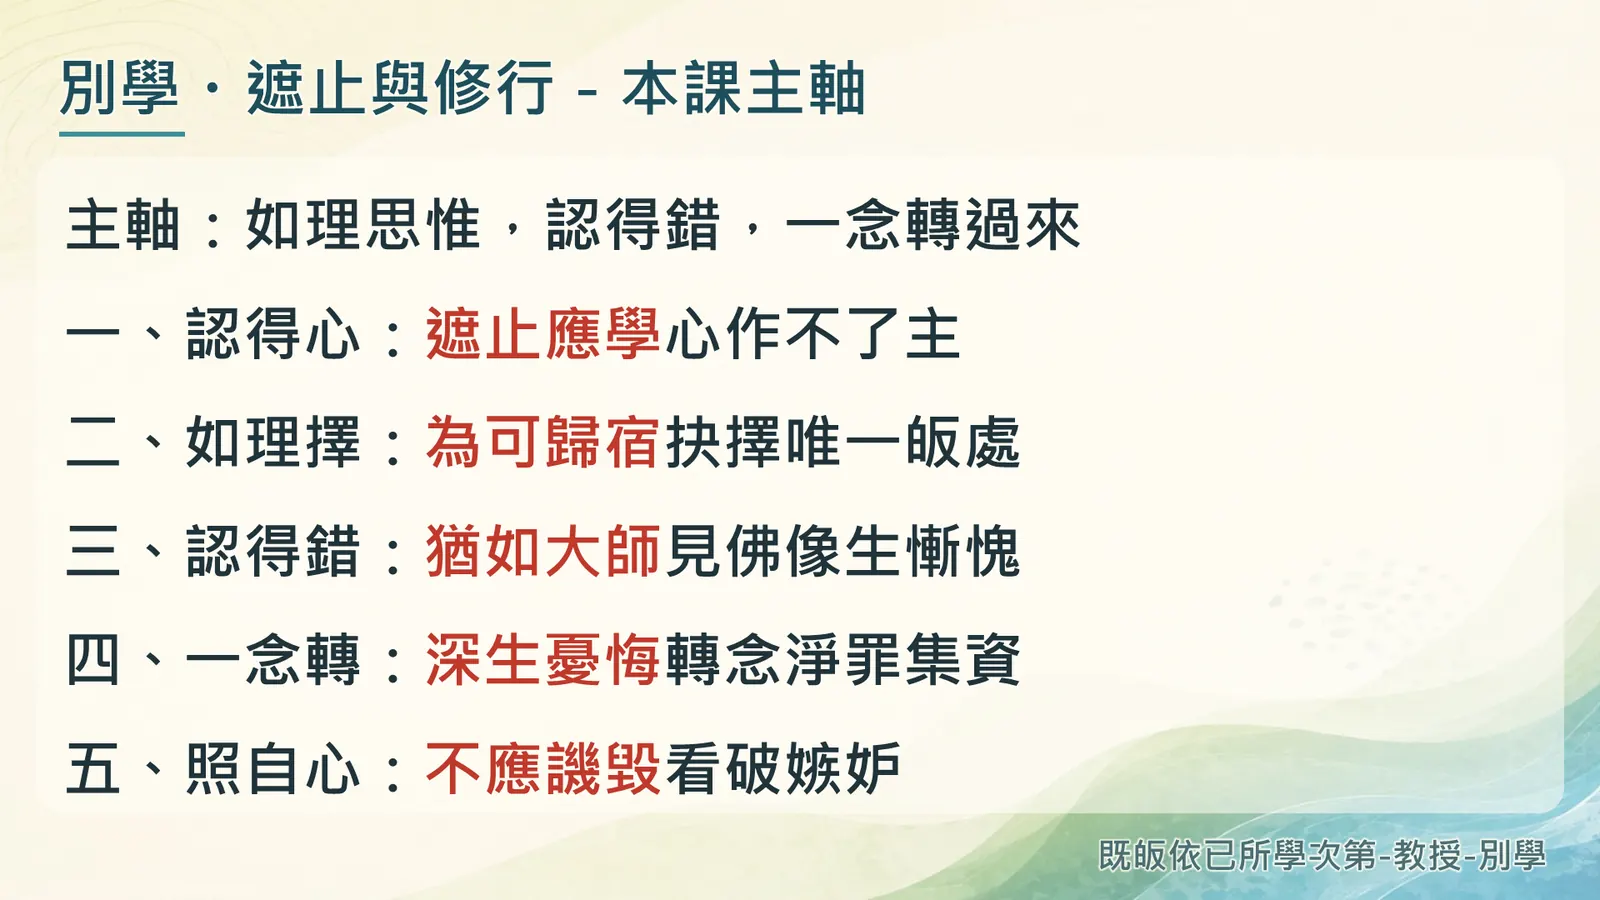 別學．遮止與修行 - 本課主軸
主軸：如理思惟，認得錯，一念轉過來
一、認得心：遮止應學心作不了主
二、如理擇：為可歸宿抉擇唯一皈處
三、認得錯：猶如大師見佛像生慚愧
四、一念轉：深生憂悔轉念淨罪集資
五、照自心：不應譏毀看破嫉妒
既皈依已所學次第-教授-別學